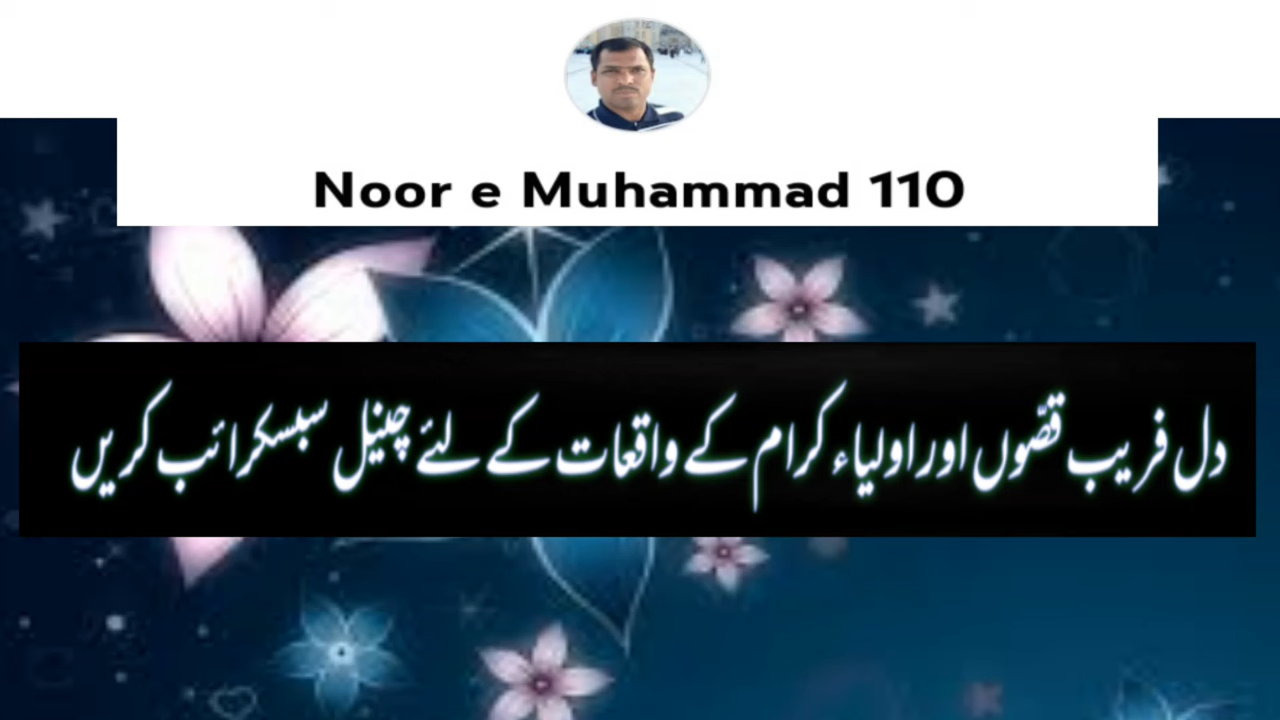 Noor e Muhammad 110
دل فریب قصّوں اور اولیاء کرام کے واقعات کے لئے چینل سبسکرائب کریں